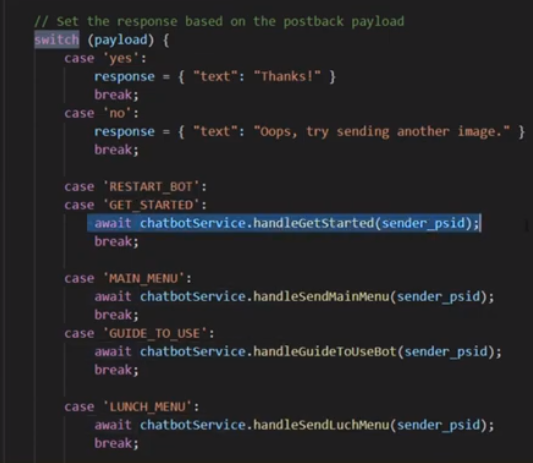 // Set the response based on the postback payload
switch (payload) {
case 'yes':
response = { "text": "Thanks!" }
break;
case 'no':
response = { "text": "Oops, try sending another image." }
break;
case 'RESTART_BOT':
case 'GET_STARTED':
await chatbotService.handleGetStarted(sender_psid);
break;
case 'MAIN_MENU':
await chatbotService.handleSendMainMenu(sender_psid);
break;
case 'GUIDE_TO_USE':
await chatbotService.handleGuideToUseBot(sender_psid);
break;
case 'LUNCH_MENU':
await chatbotService.handleSendLuchMenu(sender_psid);
break;